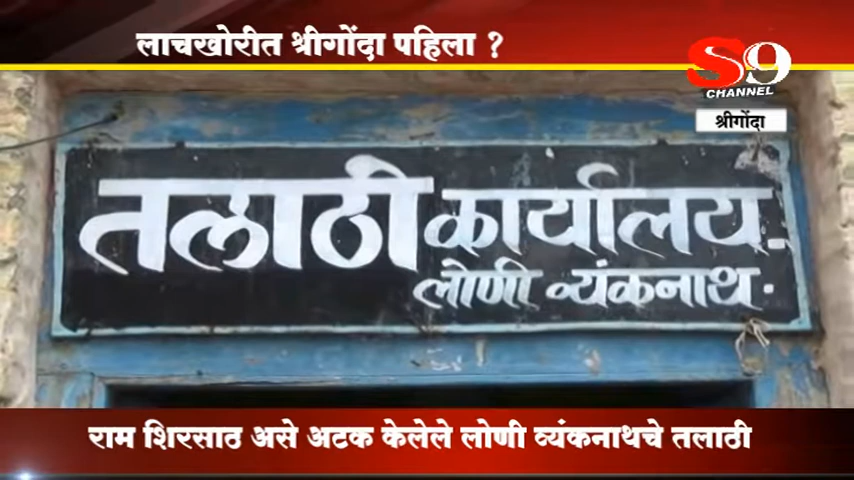 लाचखोरीत श्रीगोंदा पहिला ?
S9
CHANNEL
श्रीगोंदा
तलाठी कार्यालय
लोणी व्यंकनाथ.
राम शिरसाठ असे अटक केलेले लोणी व्यंकनाथचे तलाठी